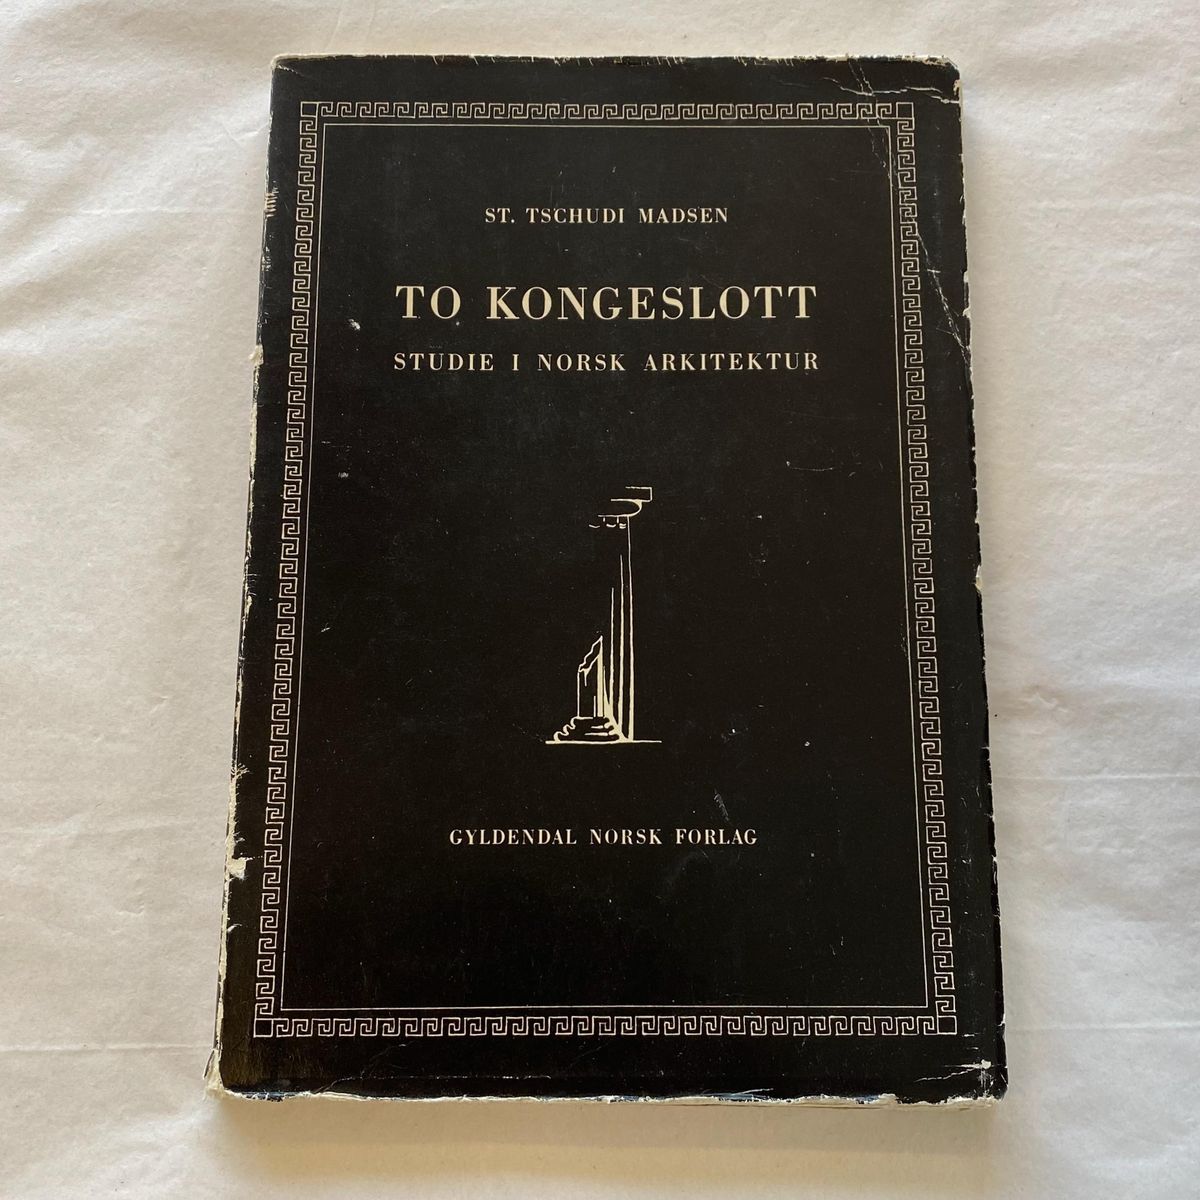 ST. TSCHUDI MADSEN
TO KONGESLOTT
STUDIE I NORSK ARKITEKTUR
GYLDENDAL NORSK FORLAG